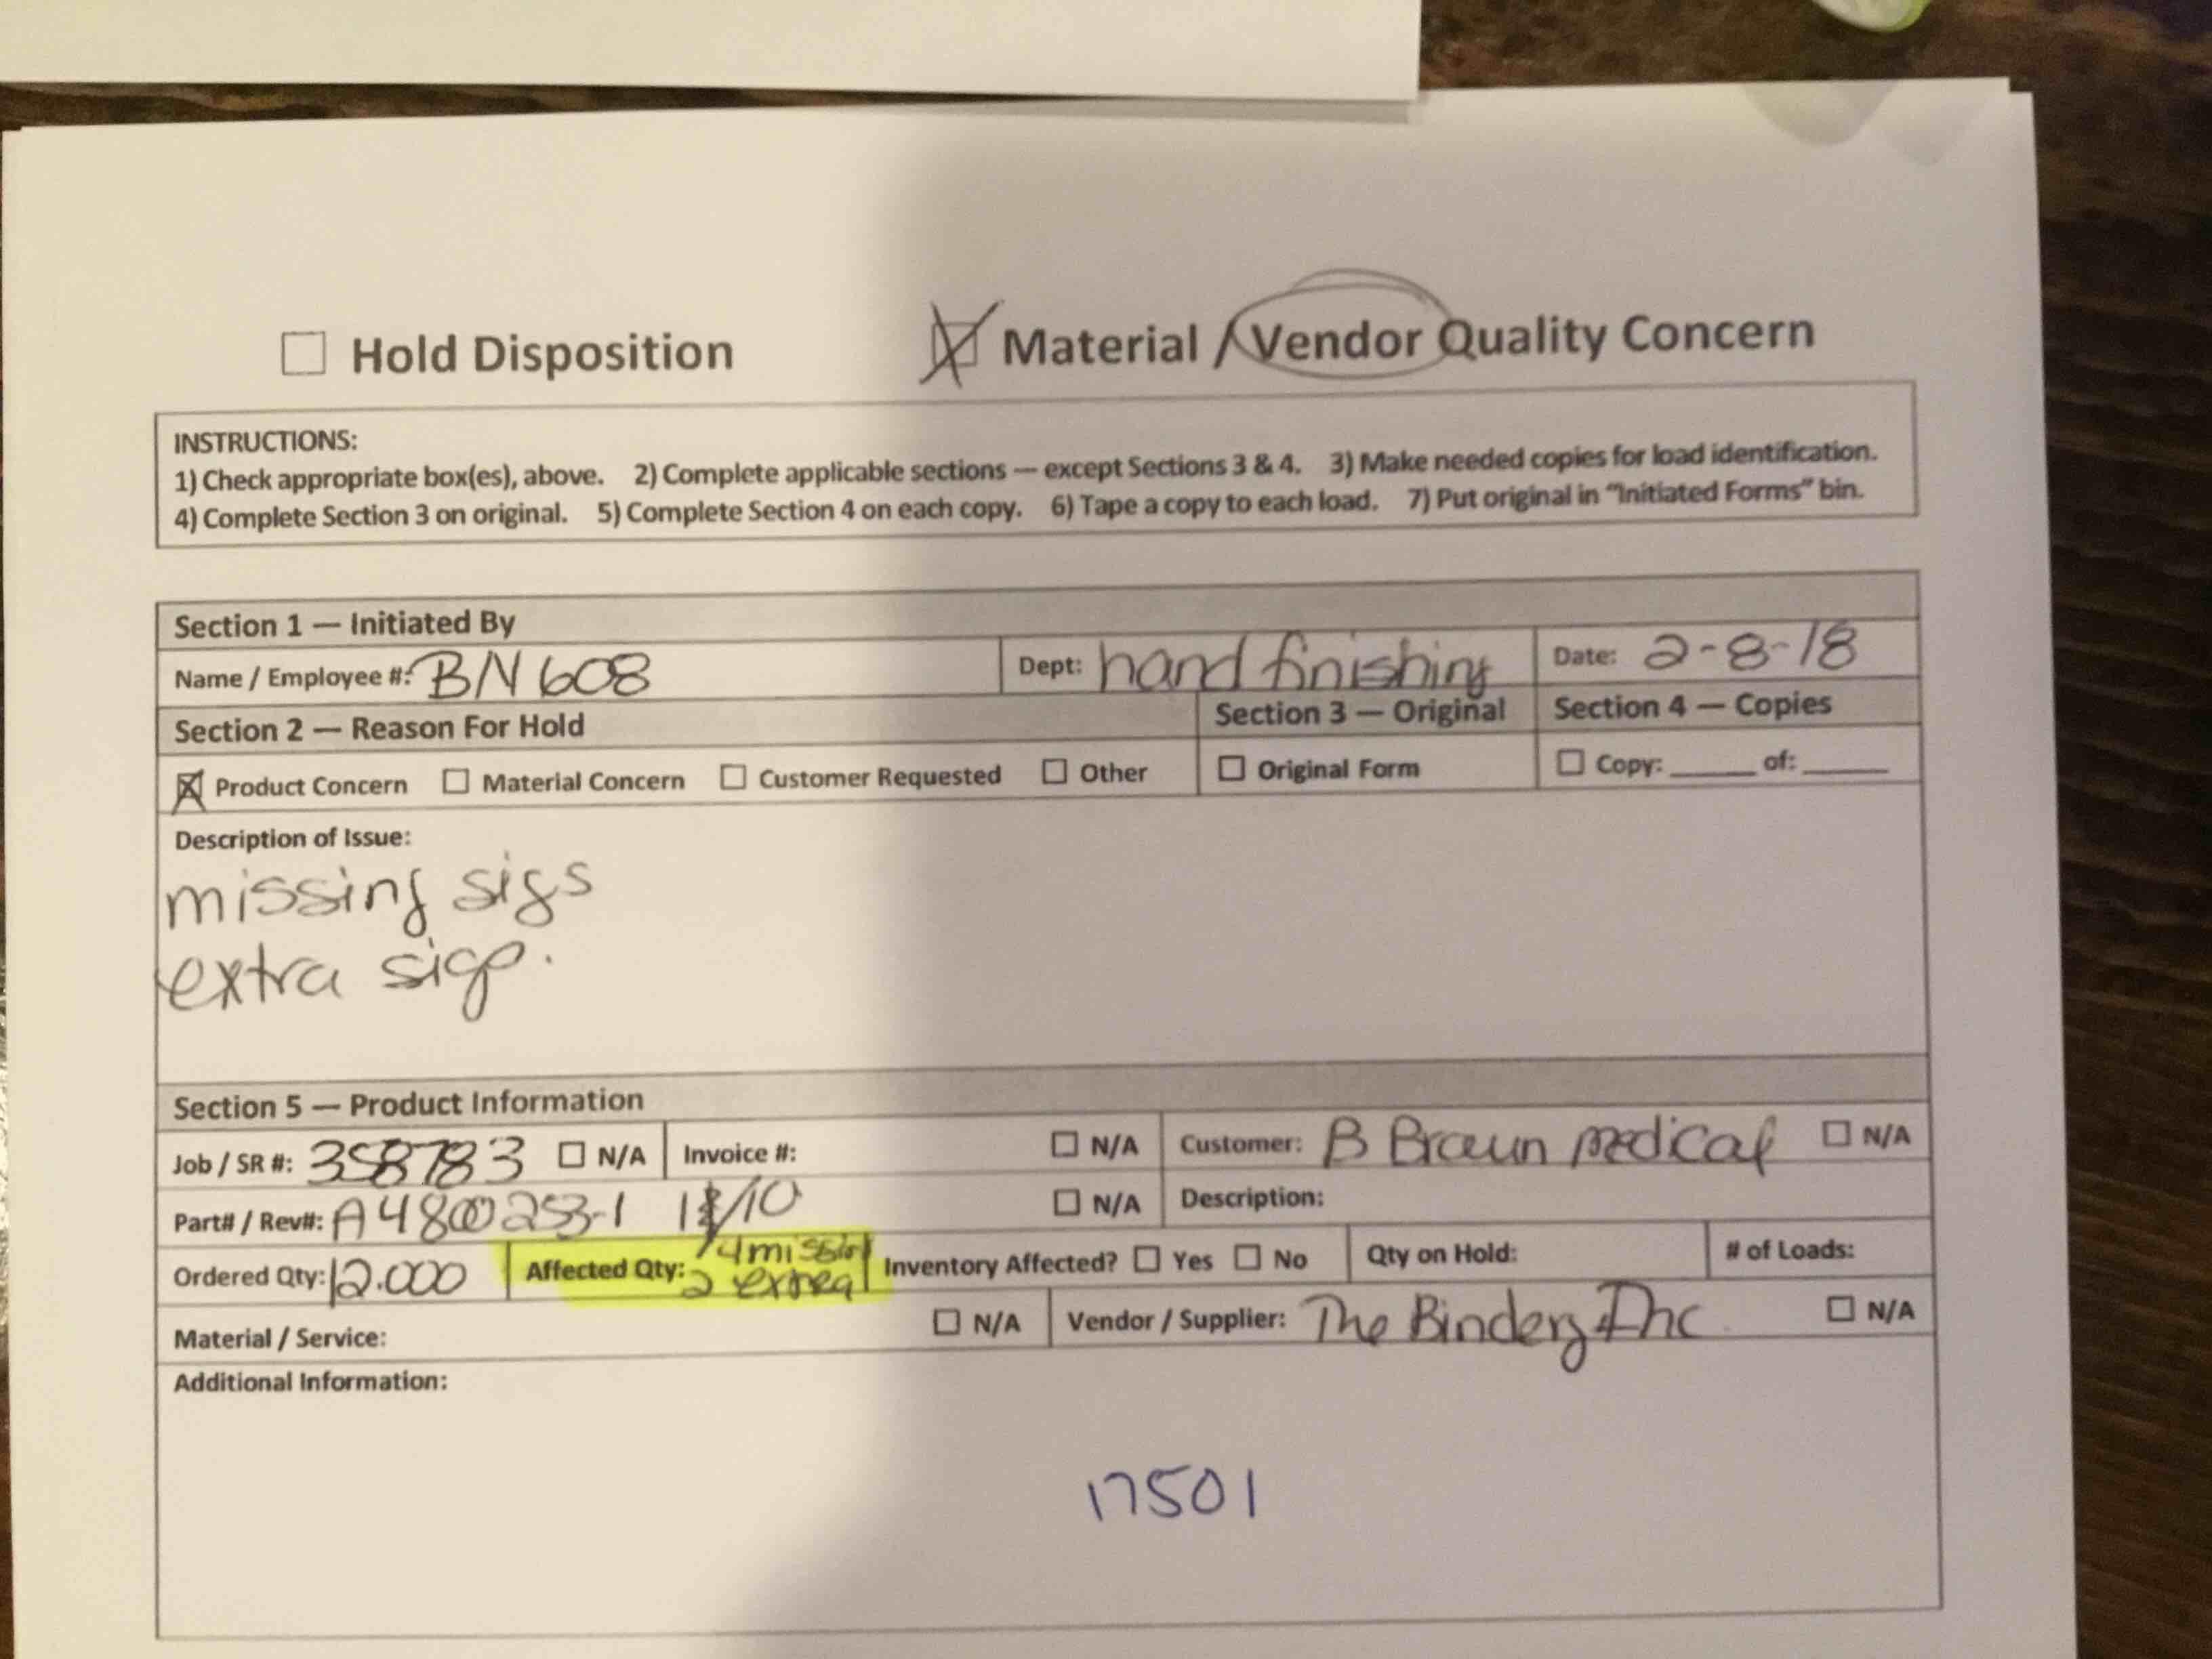 Hold Disposition
Material / Vendor Quality Concern
INSTRUCTIONS:
1) Check appropriate box(es), above. 2) Complete applicable sections — except Sections 3 & 4. 3) Make needed copies for load identification.
4) Complete Section 3 on original. 5) Complete Section 4 on each copy. 6) Tape a copy to each load. 7) Put original in “Initiated Forms” bin.
Section 1 — Initiated By
Name / Employee #: BN 608 Dept: hand finishing Date: 2-8-18
Section 2 — Reason For Hold Section 3 — Original Section 4 — Copies
Product Concern Material Concern Customer Requested Other Original Form Copy: of:
Description of Issue:
missing sigs
extra sigs.
Section 5 — Product Information
Job / SR #: 358783 N/A Invoice #: N/A Customer: B Braun medical N/A
Part# / Rev#: A4800253-1 N/A Description:
Ordered Qty: 12.000 Affected Qty: 2 extra Inventory Affected? Yes No Qty on Hold: # of Loads:
Material / Service: N/A Vendor / Supplier: The Bindery Inc N/A
Additional Information:
17501